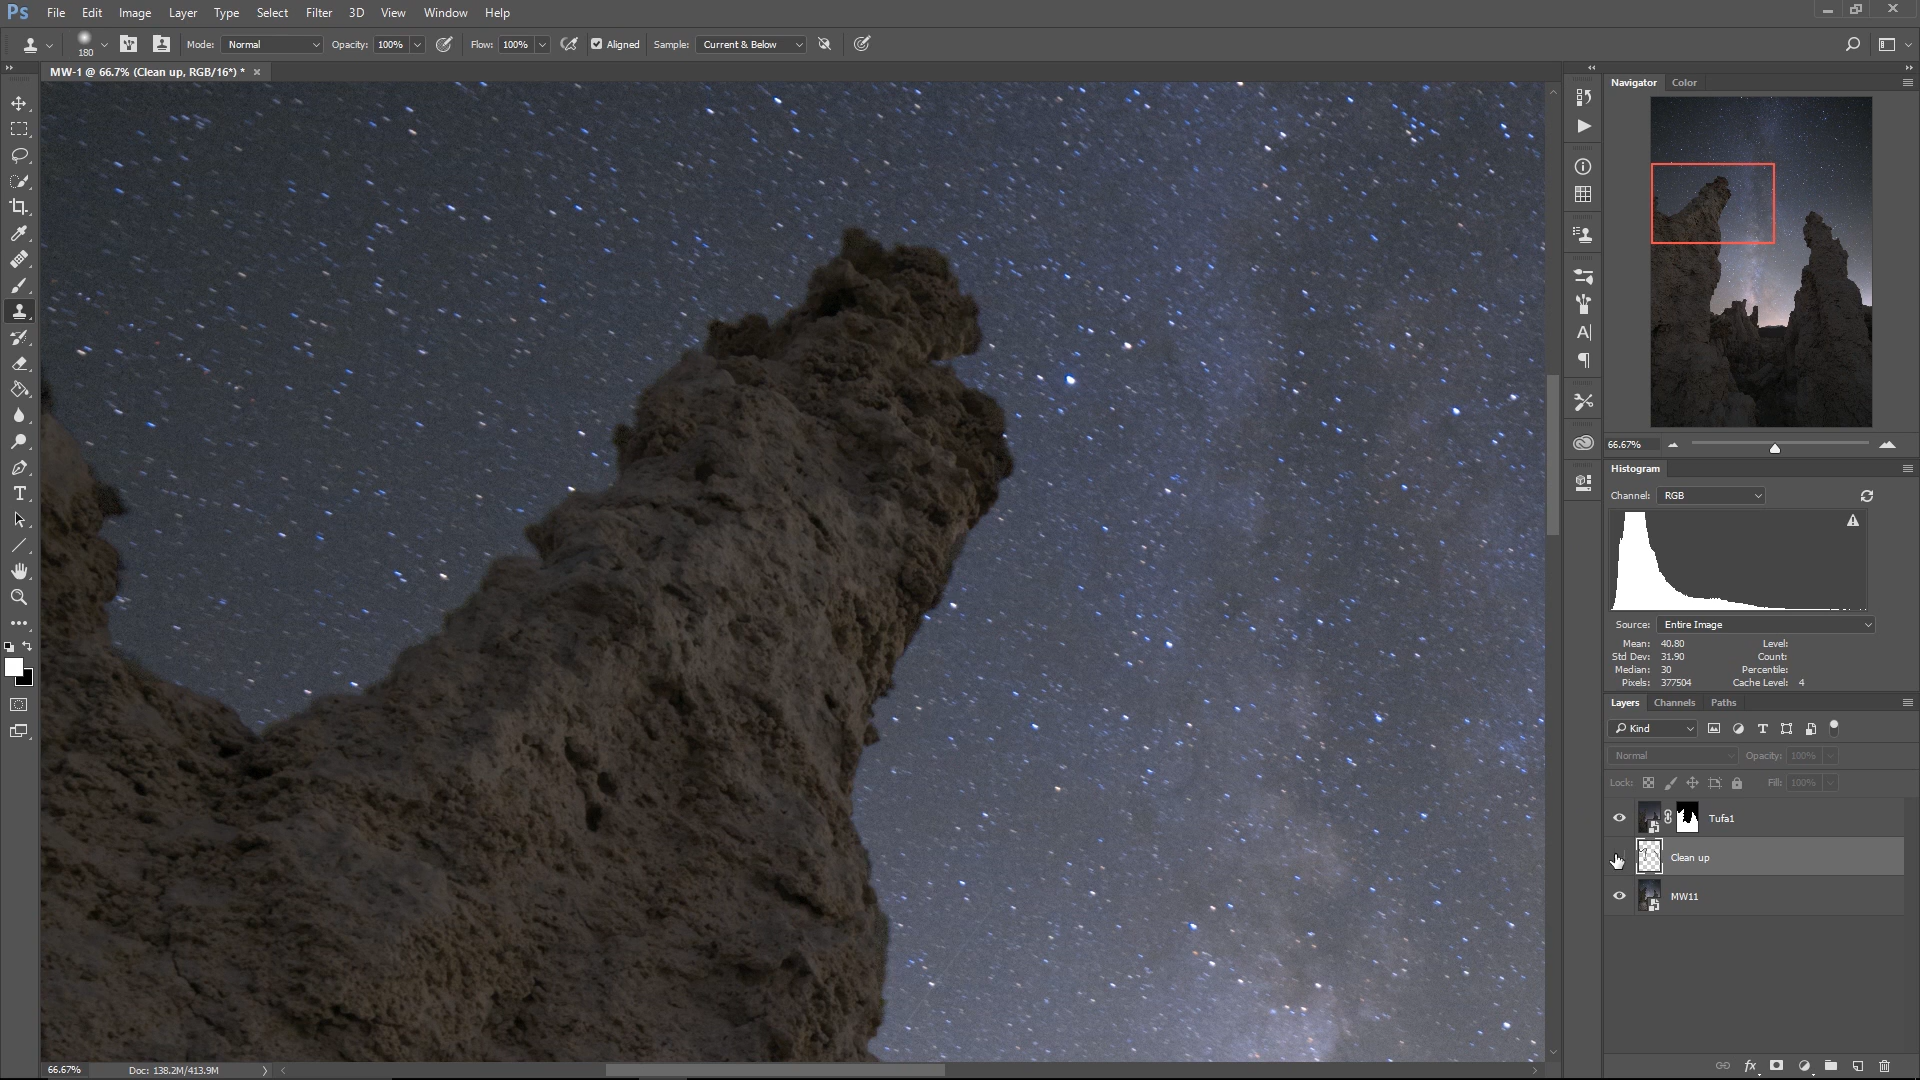 Ps File Edit Image Layer Type Select Filter 3D View Window Help
180 Mode: Normal Opacity: 100% Flow: 100% Aligned Sample: Current & Below
MW-1 @ 66.7% (Clean up, RGB/16*) *
Navigator Color
66.67%
Histogram
Channel: RGB
Source: Entire Image
Mean: 40.80 Level:
Std Dev: 31.90 Count:
Median: 30 Percentile:
Pixels: 377504 Cache Level: 4
Layers Channels Paths
Kind
Normal Opacity: 100%
Lock: Fill: 100%
Tufa1
Clean up
MW11
66.67% Doc: 138.2M/413.9M
fx